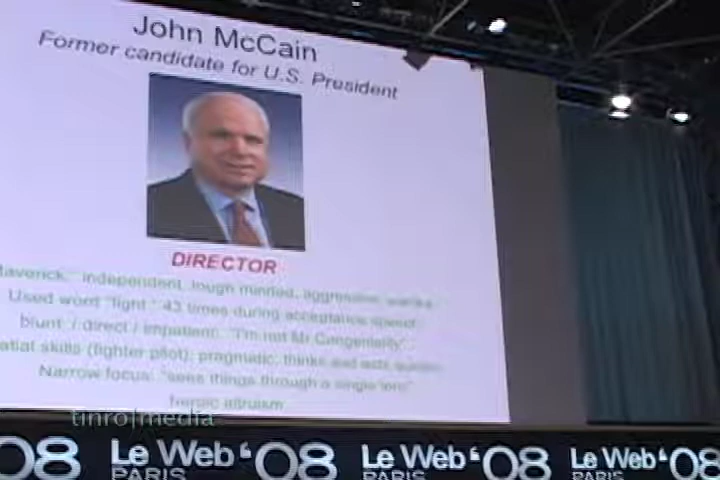 John McCain
Former candidate for U.S. President
DIRECTOR
Maverick," independent, tough minded, aggressive,
Used word "fight " 43 times during acceptance speech
blunt / direct / impatient: "I'm not Mr Congeniality"
spatial skills (fighter pilot); pragmatic; thinks and acts quickly
Narrow focus: "sees things through a single lens"
heroic altruism
tinro|media
08 Le Web '08 Le Web '08 Le Web '08
PARIS PARIS PARIS